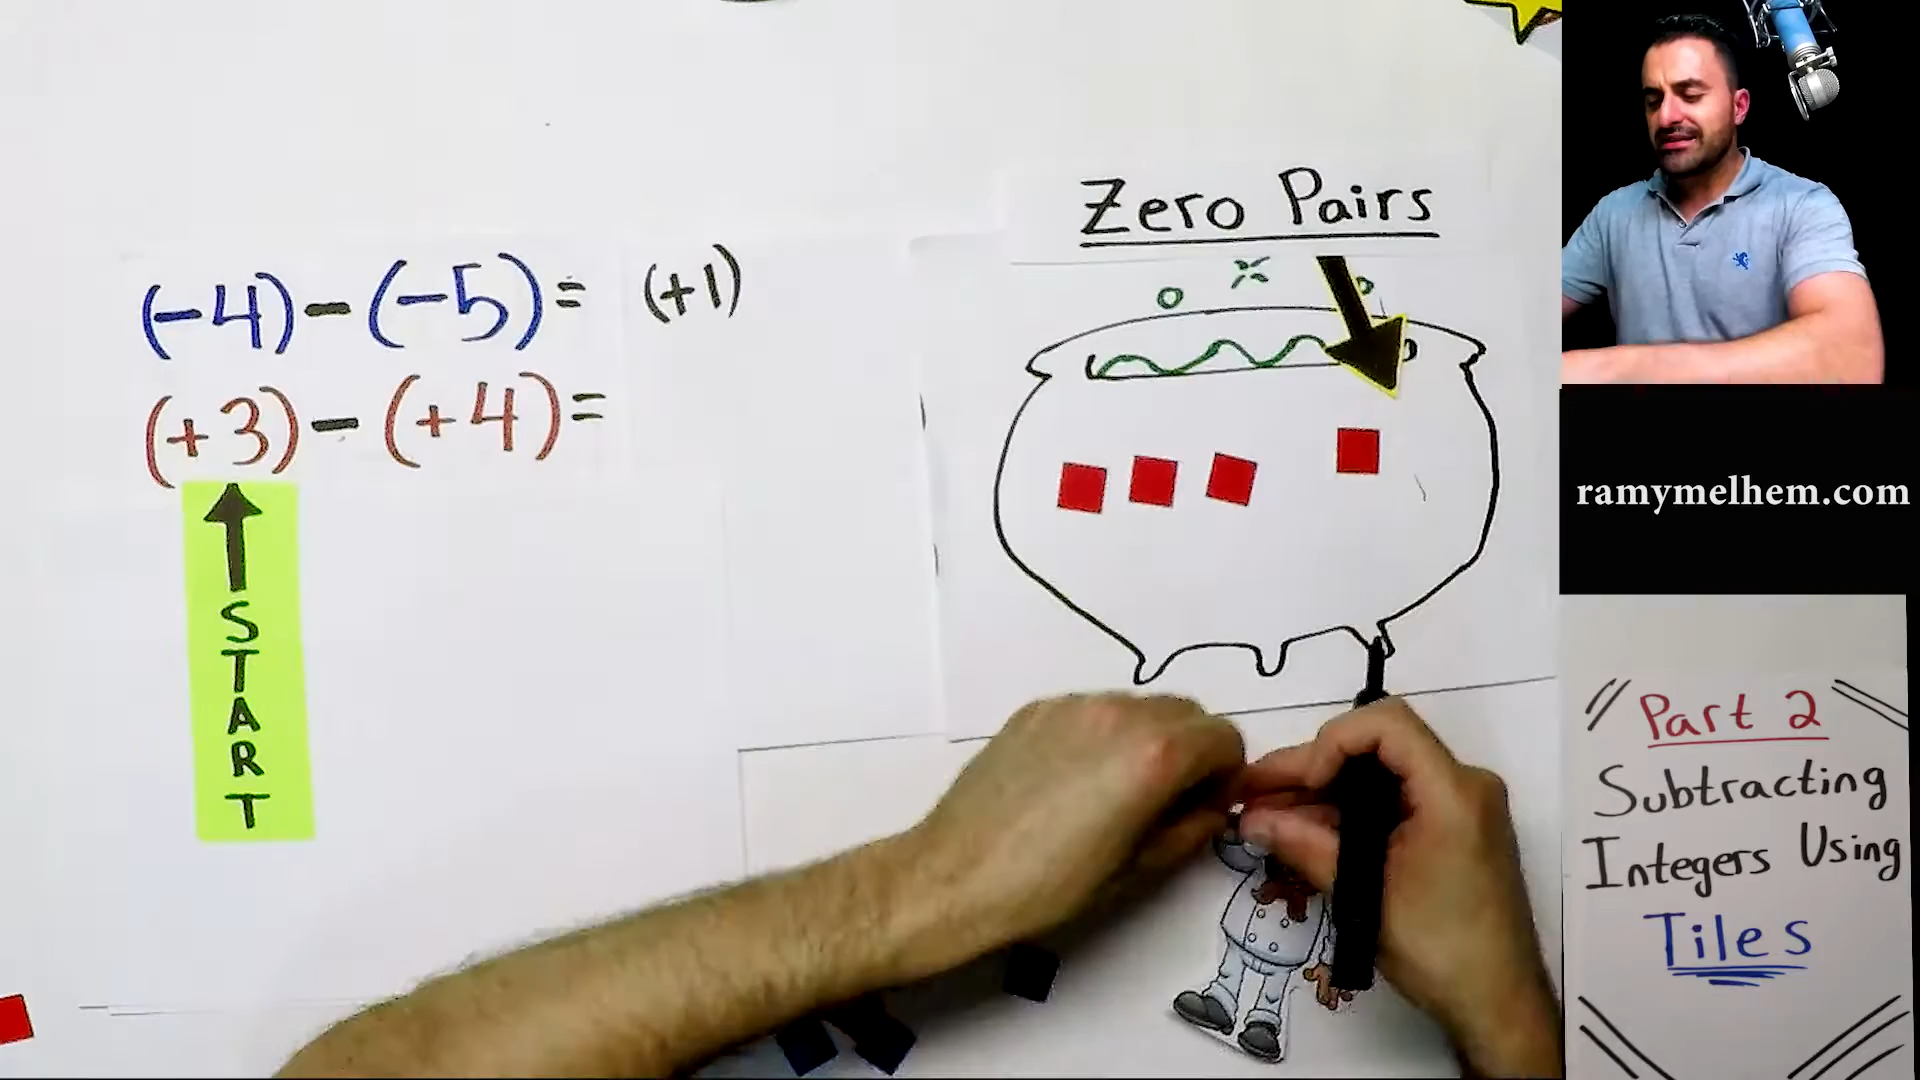 Zero Pairs
(-4)-(-5)= (+1)
(+3)-(+4)=
START
ramymelhem.com
Part 2
Subtracting
Integers Using
Tiles